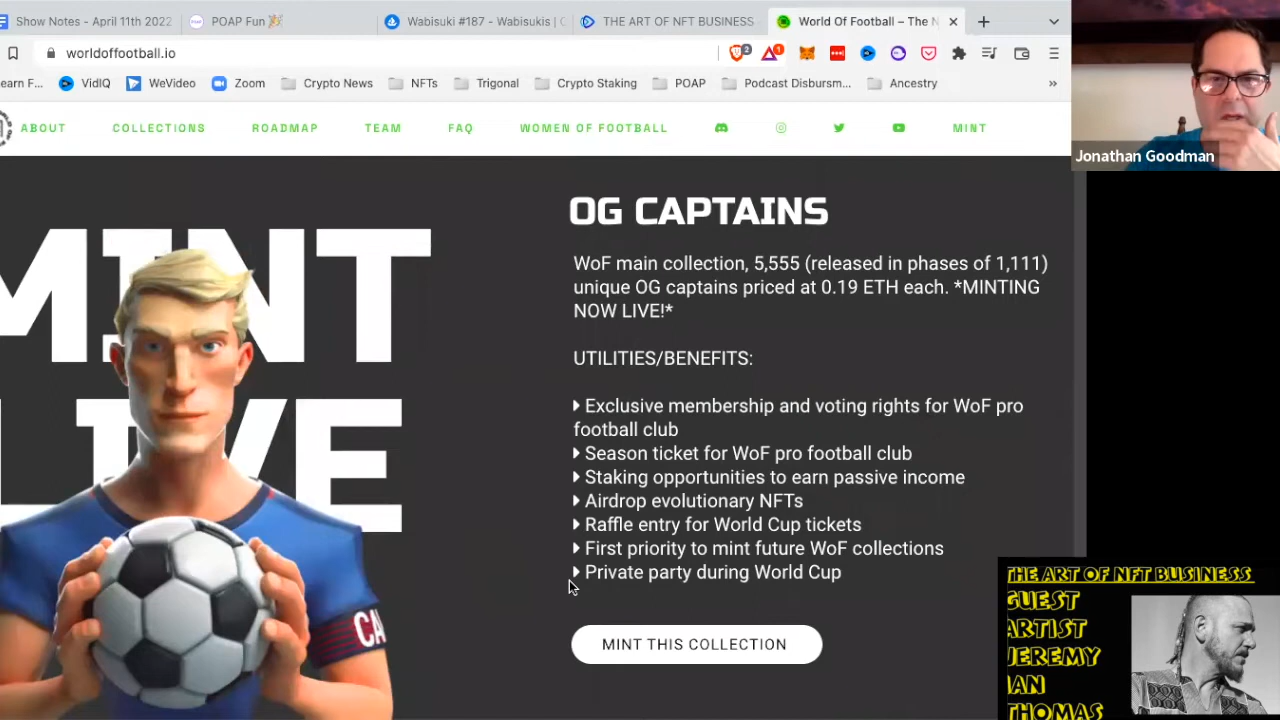 Show Notes - April 11th 2022
POAP Fun
Wabisuki #187 - Wabisukis |
THE ART OF NFT BUSINESS
World Of Football – The N
worldoffootball.io
2
1
earn F...
VidIQ
WeVideo
Zoom
Crypto News
NFTs
Trigonal
Crypto Staking
POAP
Podcast Disbursm...
Ancestry
»
ABOUT
COLLECTIONS
ROADMAP
TEAM
FAQ
WOMEN OF FOOTBALL
MINT
Jonathan Goodman
MINT
LIVE
CA
OG CAPTAINS
WoF main collection, 5,555 (released in phases of 1,111)
unique OG captains priced at 0.19 ETH each. *MINTING
NOW LIVE!*
UTILITIES/BENEFITS:
Exclusive membership and voting rights for WoF pro
football club
Season ticket for WoF pro football club
Staking opportunities to earn passive income
Airdrop evolutionary NFTs
Raffle entry for World Cup tickets
First priority to mint future WoF collections
Private party during World Cup
MINT THIS COLLECTION
THE ART OF NFT BUSINESS
GUEST
ARTIST
JEREMY
IAN
THOMAS